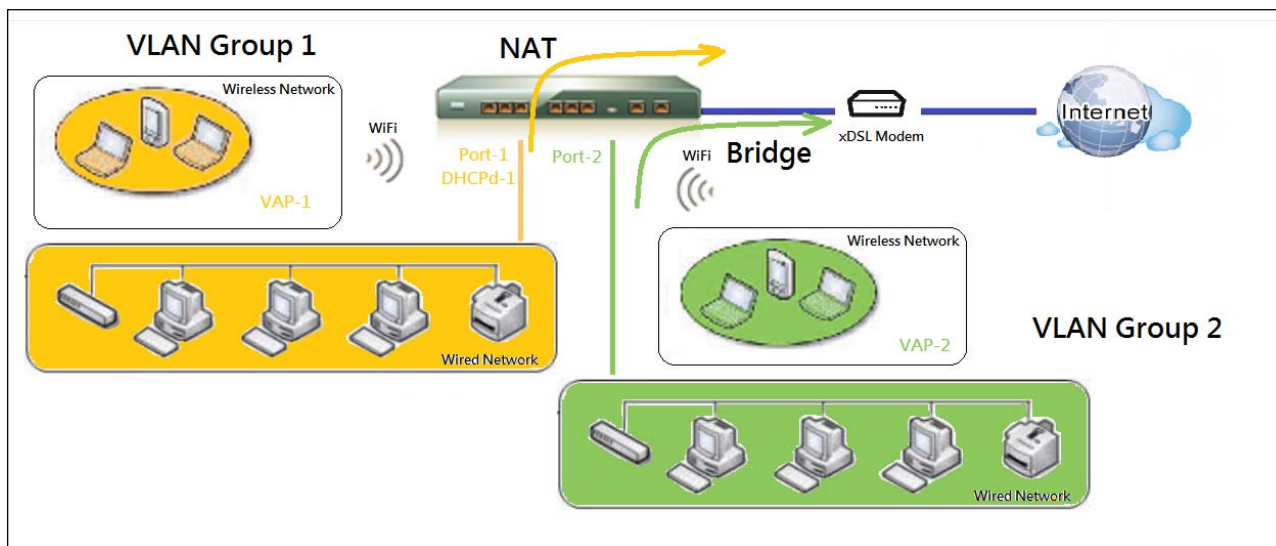 VLAN Group 1
NAT
Wireless Network
WiFi
VAP-1
Port-1
DHCPd-1
Port-2
WiFi
Bridge
xDSL Modem
Internet
Wired Network
Wireless Network
VAP-2
VLAN Group 2
Wired Network